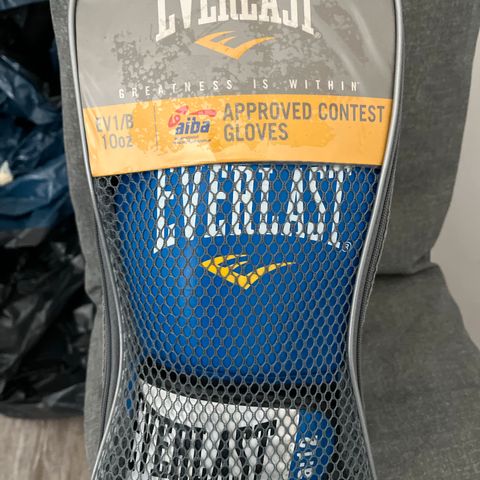 EVERLAST
GREATNESS IS WITHIN
EV1/B
10oz
aiba
APPROVED CONTEST
GLOVES
EVERLAST
EVERLAST